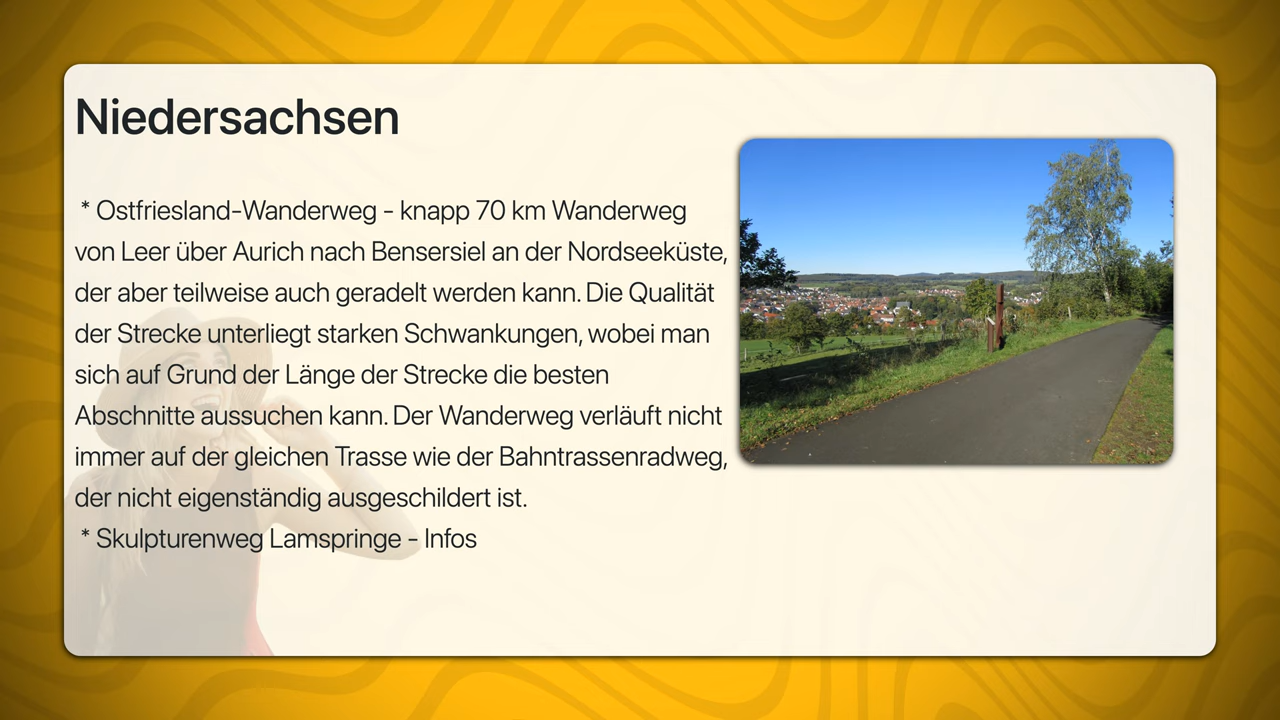 Niedersachsen
* Ostfriesland-Wanderweg - knapp 70 km Wanderweg
von Leer über Aurich nach Bensersiel an der Nordseeküste,
der aber teilweise auch geradelt werden kann. Die Qualität
der Strecke unterliegt starken Schwankungen, wobei man
sich auf Grund der Länge der Strecke die besten
Abschnitte aussuchen kann. Der Wanderweg verläuft nicht
immer auf der gleichen Trasse wie der Bahntrassenradweg,
der nicht eigenständig ausgeschildert ist.
* Skulpturenweg Lamspringe - Infos